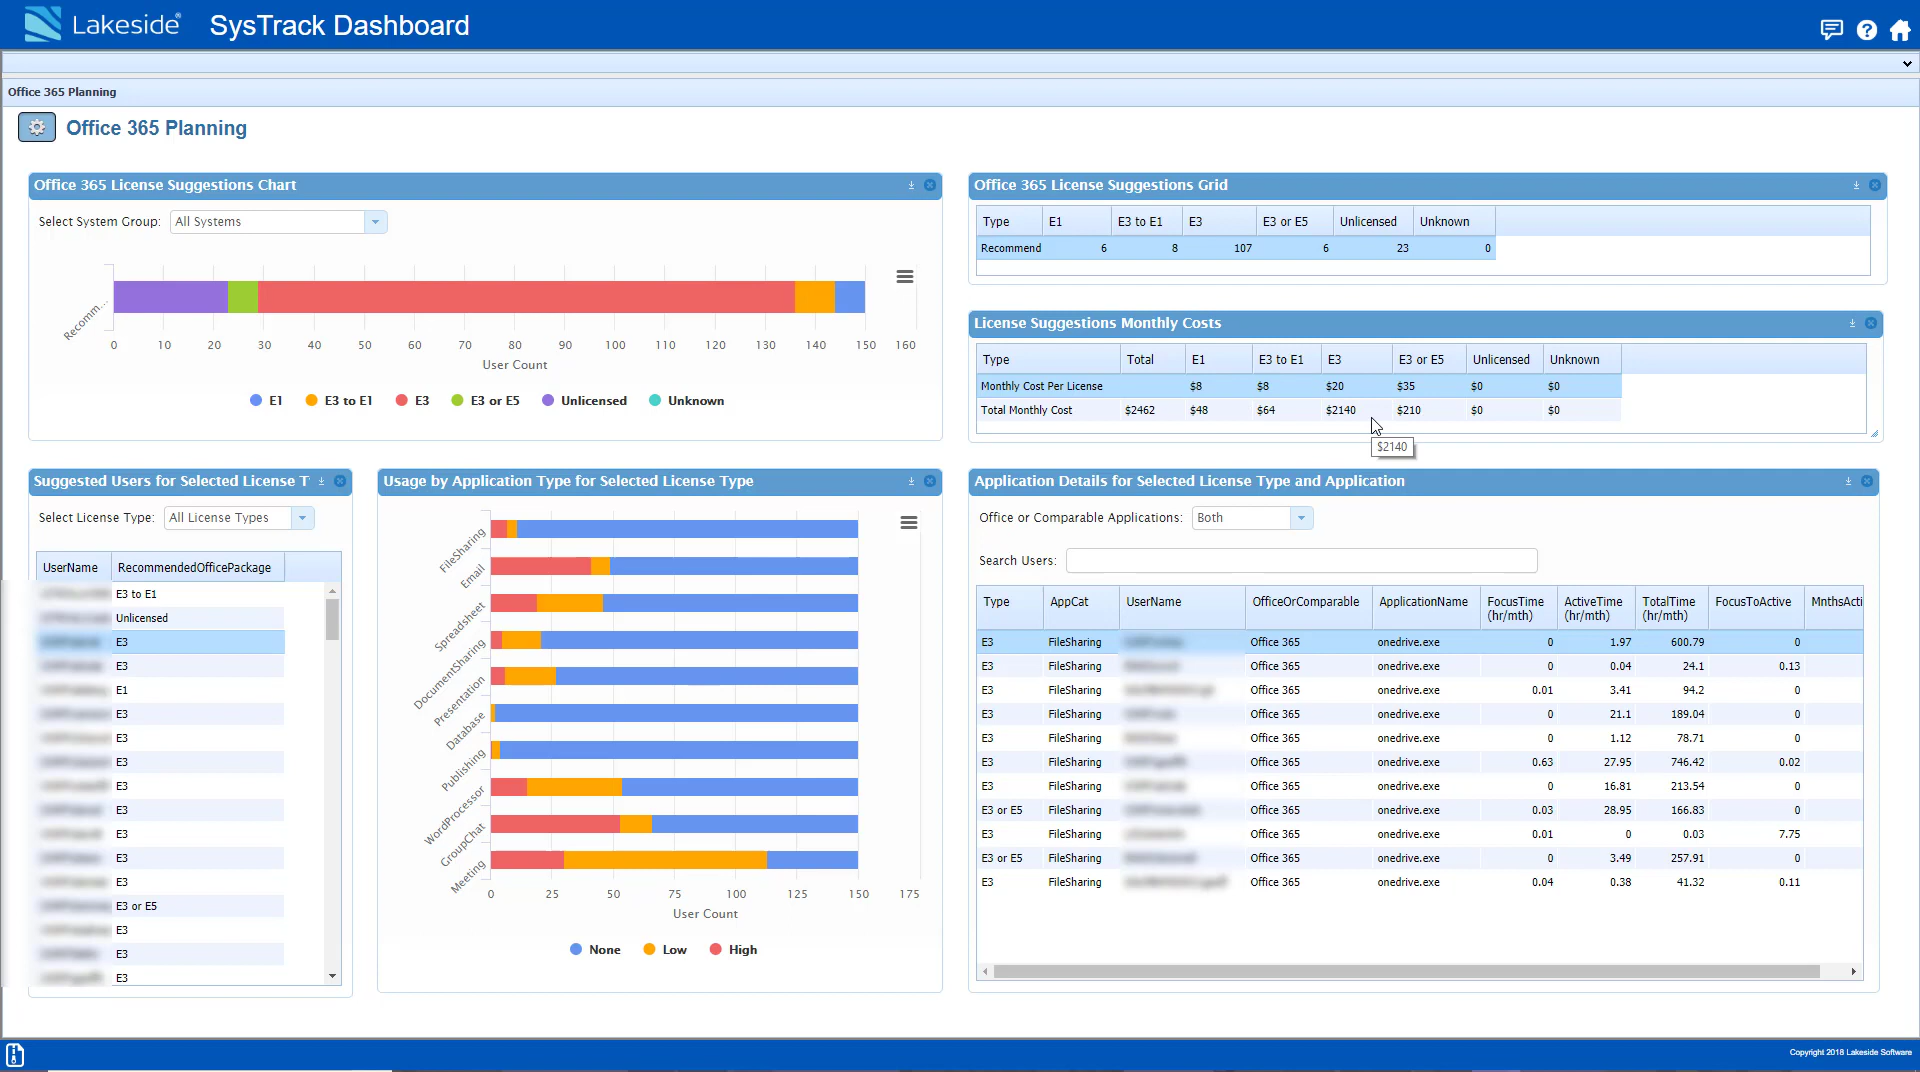 Lakeside® SysTrack Dashboard
Office 365 Planning
Office 365 Planning
Office 365 License Suggestions Chart
Select System Group: All Systems
Recomm...
0 10 20 30 40 50 60 70 80 90 100 110 120 130 140 150 160
User Count
E1 E3 to E1 E3 E3 or E5 Unlicensed Unknown
Office 365 License Suggestions Grid
Type E1 E3 to E1 E3 E3 or E5 Unlicensed Unknown
Recommend 6 8 107 6 23 0
License Suggestions Monthly Costs
Type Total E1 E3 to E1 E3 E3 or E5 Unlicensed Unknown
Monthly Cost Per License $8 $8 $20 $35 $0 $0
Total Monthly Cost $2462 $48 $64 $2140 $210 $0 $0
$2140
Suggested Users for Selected License T
Select License Type: All License Types
UserName RecommendedOfficePackage
E3 to E1
Unlicensed
E3
E3
E1
E3
E3
E3
E3
E3
E3
E3
E3
E3 or E5
E3
E3
E3
Usage by Application Type for Selected License Type
FileSharing
Email
Spreadsheet
DocumentSharing
Presentation
Database
Publishing
WordProcessor
GroupChat
Meeting
0 25 50 75 100 125 150 175
User Count
None Low High
Application Details for Selected License Type and Application
Office or Comparable Applications: Both
Search Users:
Type AppCat UserName OfficeOrComparable ApplicationName FocusTime (hr/mth) ActiveTime (hr/mth) TotalTime (hr/mth) FocusToActive MnthsActi
E3 FileSharing Office 365 onedrive.exe 0 1.97 600.79 0
E3 FileSharing Office 365 onedrive.exe 0 0.04 24.1 0.13
E3 FileSharing Office 365 onedrive.exe 0.01 3.41 94.2 0
E3 FileSharing Office 365 onedrive.exe 0 21.1 189.04 0
E3 FileSharing Office 365 onedrive.exe 0 1.12 78.71 0
E3 FileSharing Office 365 onedrive.exe 0.63 27.95 746.42 0.02
E3 FileSharing Office 365 onedrive.exe 0 16.81 213.54 0
E3 or E5 FileSharing Office 365 onedrive.exe 0.03 28.95 166.83 0
E3 FileSharing Office 365 onedrive.exe 0.01 0 0.03 7.75
E3 or E5 FileSharing Office 365 onedrive.exe 0 3.49 257.91 0
E3 FileSharing Office 365 onedrive.exe 0.04 0.38 41.32 0.11
Copyright 2018 Lakeside Software